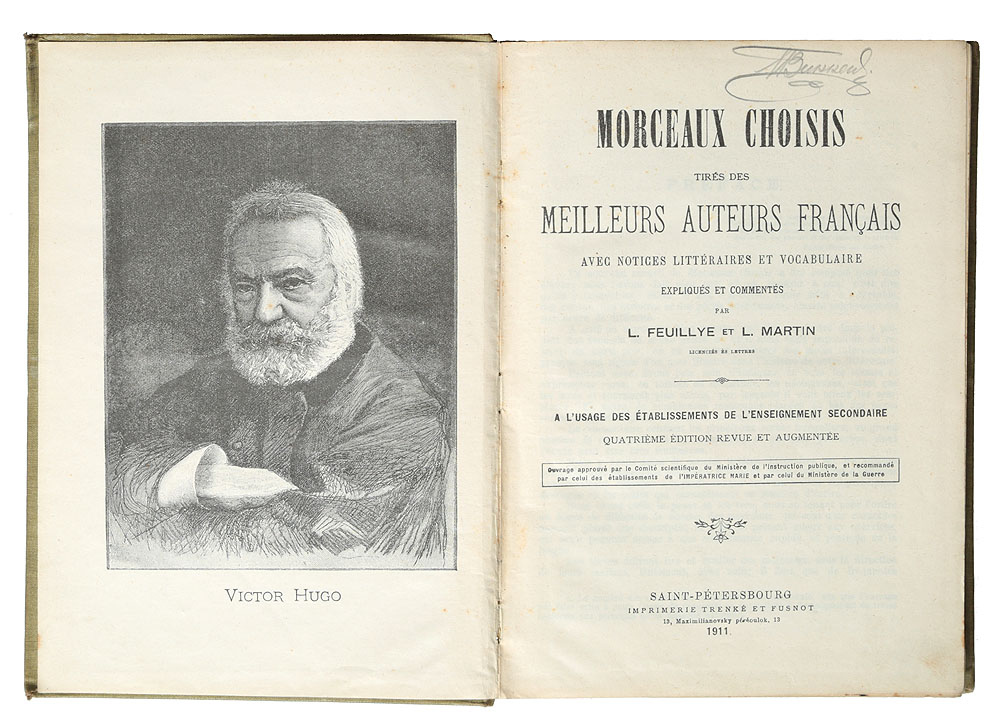 VICTOR HUGO
MORCEAUX CHOISIS
TIRÉS DES
MEILLEURS AUTEURS FRANÇAIS
AVEC NOTICES LITTÉRAIRES ET VOCABULAIRE
EXPLIQUÉS ET COMMENTÉS
PAR
L. FEUILLYE ET L. MARTIN
LICENCIÉS ÈS LETTRES
A L'USAGE DES ÉTABLISSEMENTS DE L'ENSEIGNEMENT SECONDAIRE
QUATRIÈME ÉDITION REVUE ET AUGMENTÉE
Ouvrage approuvé par le Comité scientifique du Ministère de l'instruction publique, et recommandé
par celui des établissements de l'IMPÉRATRICE MARIE et par celui du Ministère de la Guerre
SAINT-PÉTERSBOURG
IMPRIMERIE TRENKÉ ET FUSNOT
13, Maximilianovsky péréoulok, 13
1911.